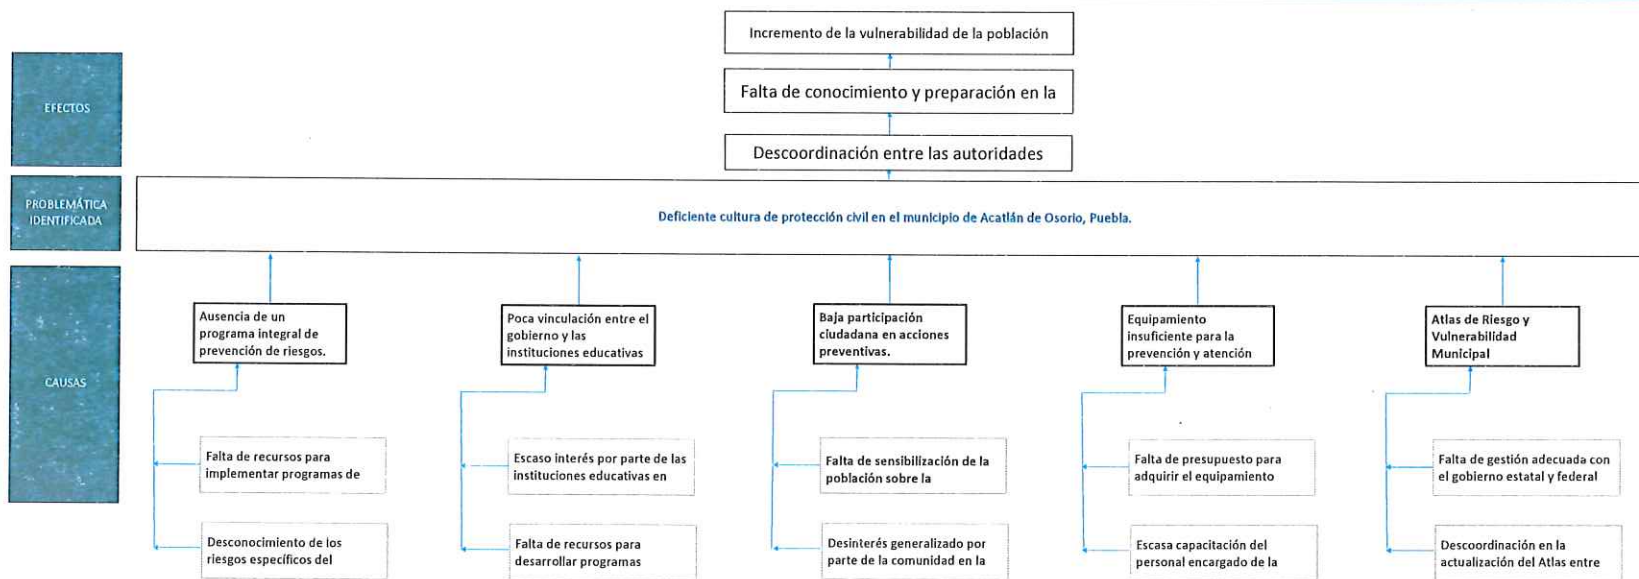 Incremento de la vulnerabilidad de la población
EFECTOS
Falta de conocimiento y preparación en la
Descoordinación entre las autoridades
PROBLEMÁTICA
IDENTIFICADA
Deficiente cultura de protección civil en el municipio de Acatlán de Osorio, Puebla.
CAUSAS
Ausencia de un
programa integral de
prevención de riesgos.
Poca vinculación entre el
gobierno y las
instituciones educativas
Baja participación
ciudadana en acciones
preventivas.
Equipamiento
insuficiente para la
prevención y atención
Atlas de Riesgo y
Vulnerabilidad
Municipal
Falta de recursos para
implementar programas de
Escaso interés por parte de las
instituciones educativas en
Falta de sensibilización de la
población sobre la
Falta de presupuesto para
adquirir el equipamiento
Falta de gestión adecuada con
el gobierno estatal y federal
Desconocimiento de los
riesgos específicos del
Falta de recursos para
desarrollar programas
Desinterés generalizado por
parte de la comunidad en la
Escasa capacitación del
personal encargado de la
Descoordinación en la
actualización del Atlas entre